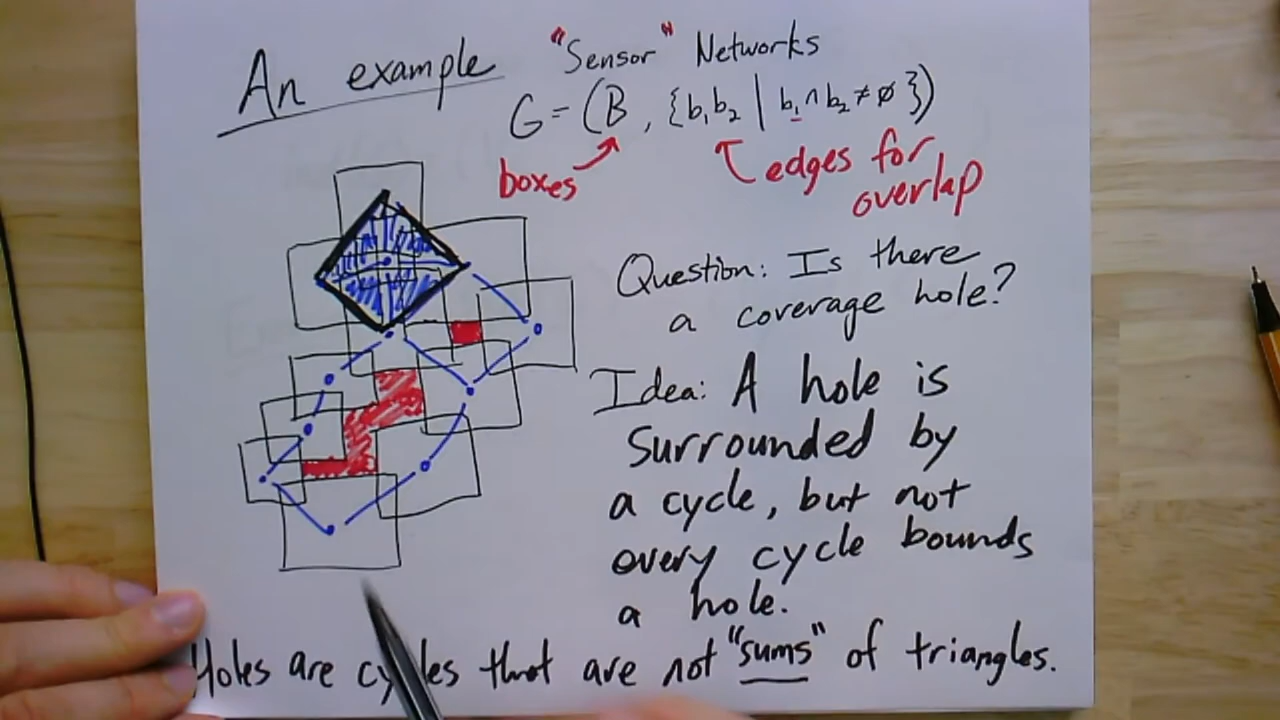 An example "Sensor" Networks
G = (B, {b₁b₂ | b₁∩b₂ ≠ ∅})
boxes
edges for
overlap
Question: Is there
a coverage hole?
Idea: A hole is
surrounded by
a cycle, but not
every cycle bounds
a hole.
Holes are cycles that are not "sums" of triangles.